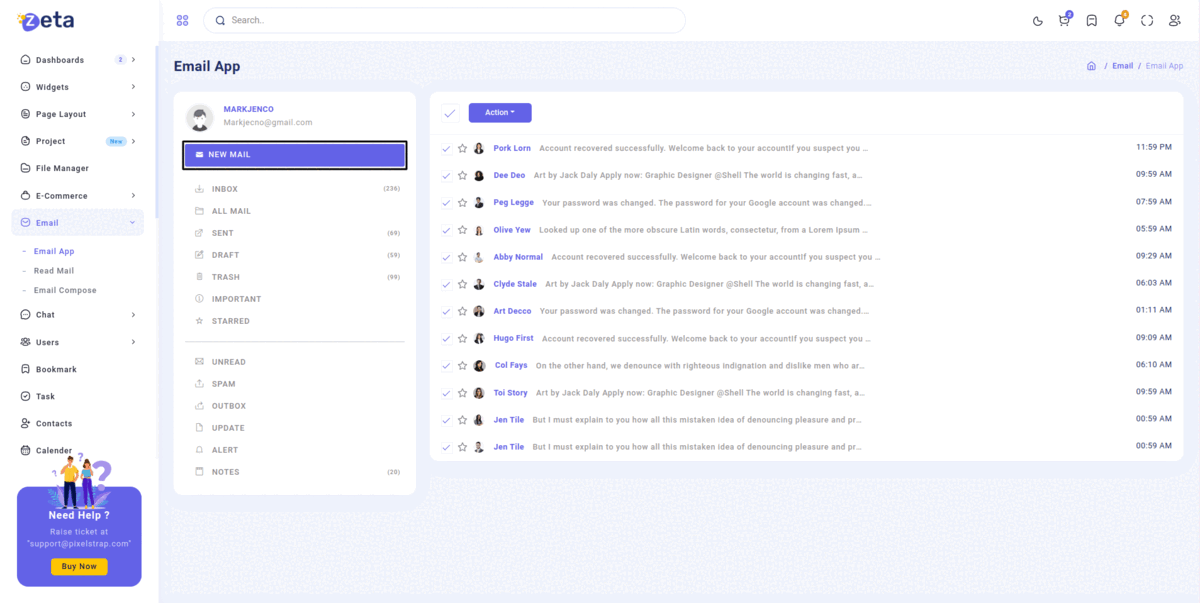 zeta
Search..
2
5
Dashboards 2
Widgets
Page Layout
Project New
File Manager
E-Commerce
Email
- Email App
- Read Mail
- Email Compose
Chat
Users
Bookmark
Task
Contacts
Calender
Need Help ?
Raise ticket at
"support@pixelstrap.com"
Buy Now
Email App
/ Email / Email App
MARKJENCO
Markjecno@gmail.com
NEW MAIL
INBOX (236)
ALL MAIL
SENT (69)
DRAFT (59)
TRASH (99)
IMPORTANT
STARRED
UNREAD
SPAM
OUTBOX
UPDATE
ALERT
NOTES (20)
Action
Pork Lorn Account recovered successfully. Welcome back to your accountIf you suspect you ... 11:59 PM
Dee Deo Art by Jack Daly Apply now: Graphic Designer @Shell The world is changing fast, a... 09:59 AM
Peg Legge Your password was changed. The password for your Google account was changed.... 07:59 AM
Olive Yew Looked up one of the more obscure Latin words, consectetur, from a Lorem Ipsum ... 05:59 AM
Abby Normal Account recovered successfully. Welcome back to your accountIf you suspect you ... 09:29 AM
Clyde Stale Art by Jack Daly Apply now: Graphic Designer @Shell The world is changing fast, a... 06:03 AM
Art Decco Your password was changed. The password for your Google account was changed.... 01:11 AM
Hugo First Account recovered successfully. Welcome back to your accountIf you suspect you ... 09:09 AM
Col Fays On the other hand, we denounce with righteous indignation and dislike men who ar... 06:10 AM
Toi Story Art by Jack Daly Apply now: Graphic Designer @Shell The world is changing fast, a... 09:59 AM
Jen Tile But I must explain to you how all this mistaken idea of denouncing pleasure and pr... 00:59 AM
Jen Tile But I must explain to you how all this mistaken idea of denouncing pleasure and pr... 00:59 AM